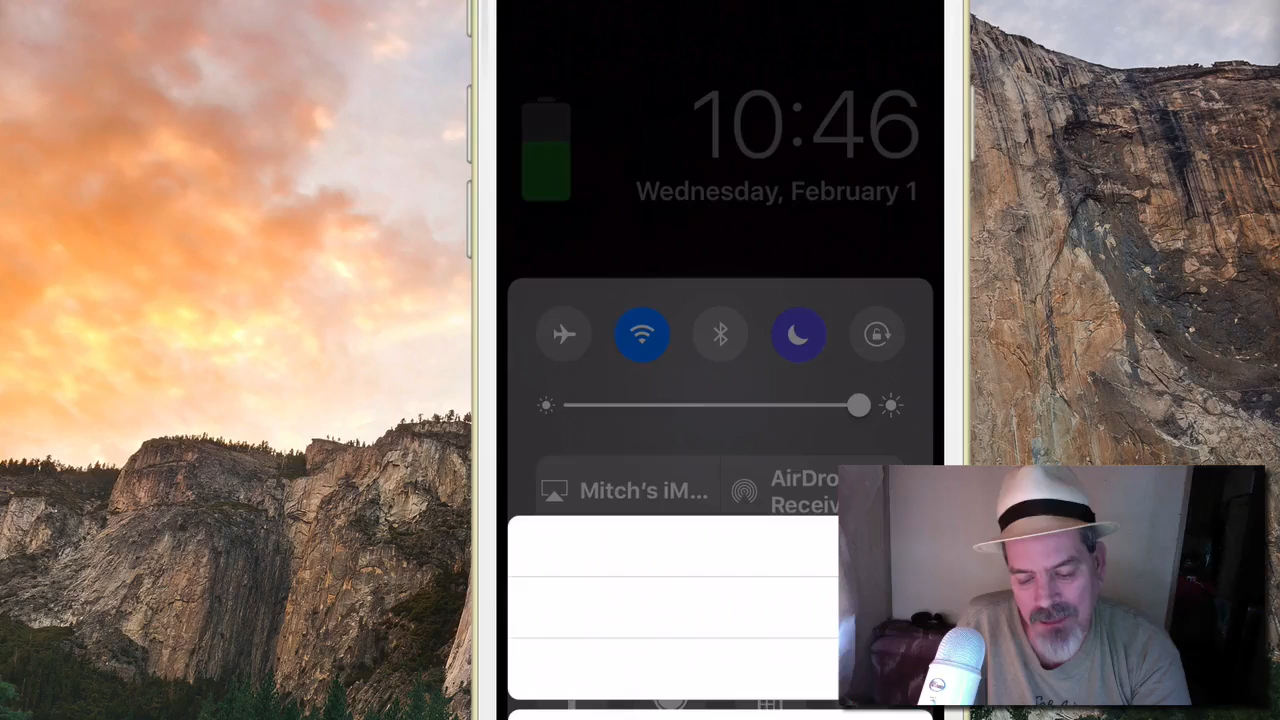 10:46
Wednesday, February 1
Mitch's iM...
AirDro
Receiv